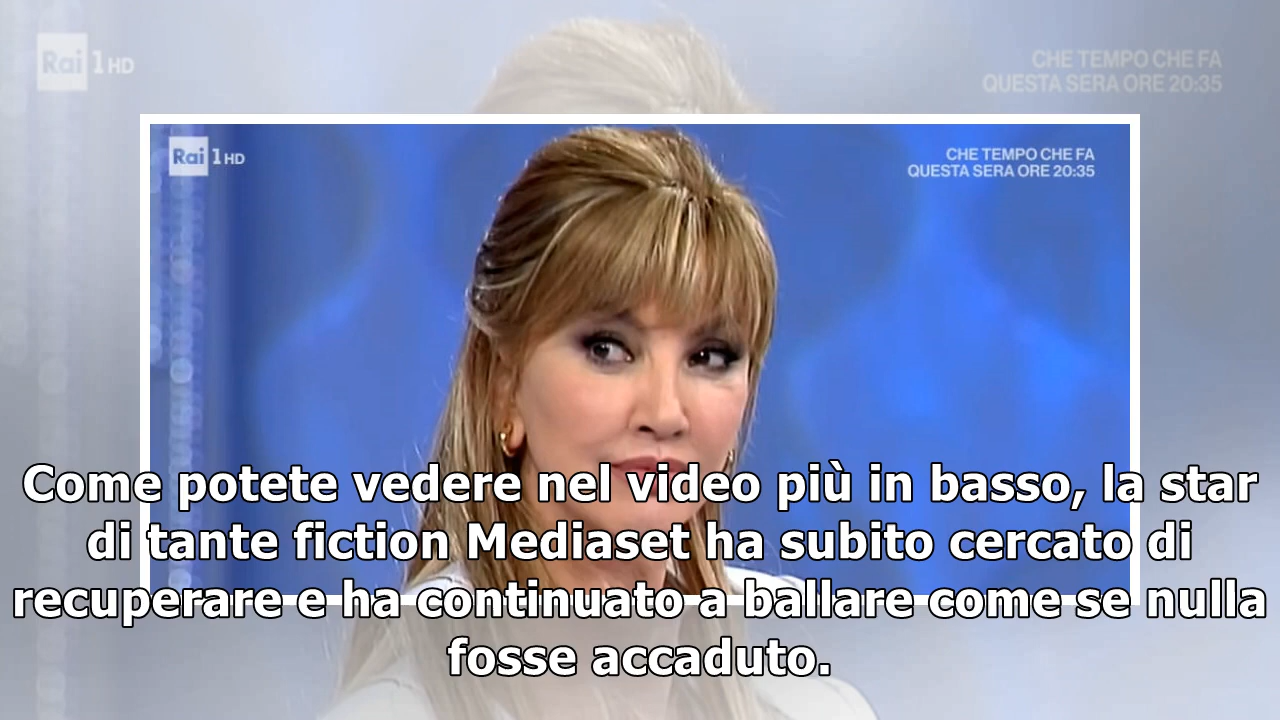 Rai 1 HD
CHE TEMPO CHE FA
QUESTA SERA ORE 20:35
Rai 1 HD
CHE TEMPO CHE FA
QUESTA SERA ORE 20:35
Come potete vedere nel video più in basso, la star
di tante fiction Mediaset ha subito cercato di
recuperare e ha continuato a ballare come se nulla
fosse accaduto.